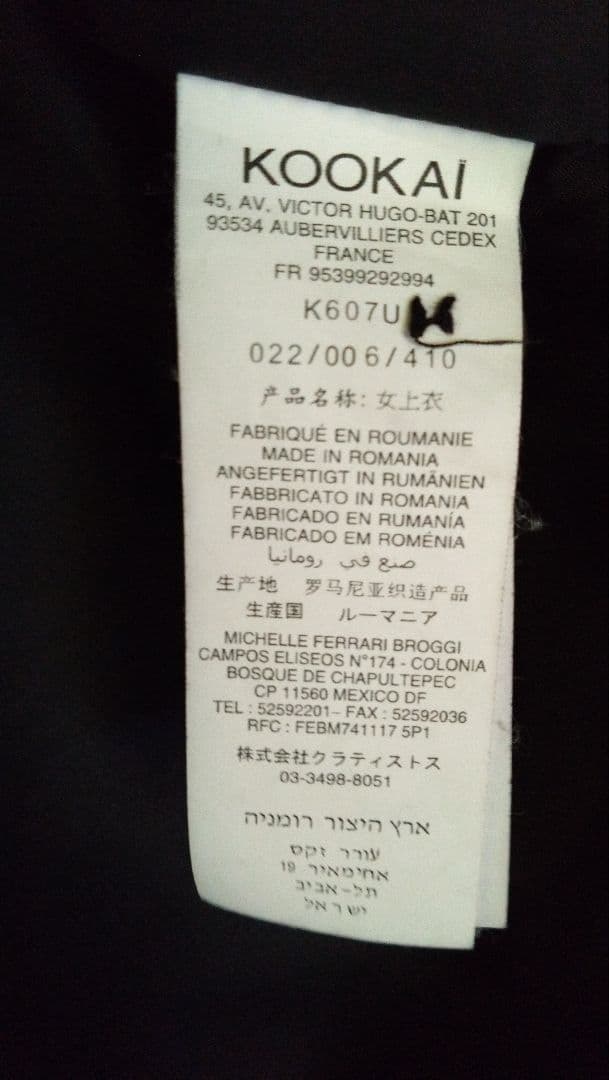 KOOKAÏ
45, AV. VICTOR HUGO-BAT 201
93534 AUBERVILLIERS CEDEX
FRANCE
FR 95399292994
K607U
022/006/410
产品名称: 女上衣
FABRIQUÉ EN ROUMANIE
MADE IN ROMANIA
ANGEFERTIGT IN RUMÄNIEN
FABBRICATO IN ROMANIA
FABRICADO EN RUMANÍA
FABRICADO EM ROMÉNIA
صنع في رومانيا
生产地 罗马尼亚织造产品
生産国 ルーマニア
MICHELLE FERRARI BROGGI
CAMPOS ELISEOS N°174 - COLONIA
BOSQUE DE CHAPULTEPEC
CP 11560 MEXICO DF
TEL : 52592201- FAX : 52592036
RFC : FEBM741117 5P1
株式会社クラティストス
03-3498-8051
ארץ היצור רומניה
עודד זקס
אחימאיר 19
תל-אביב
ישראל